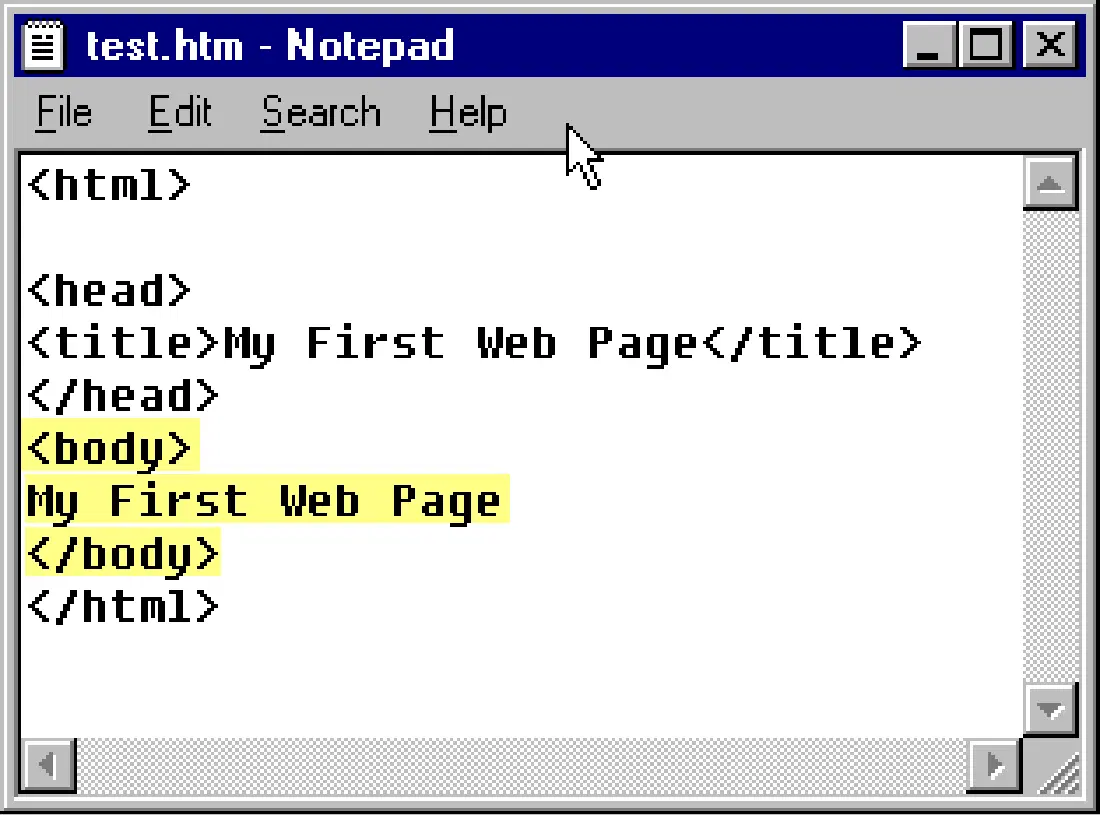 test.htm - Notepad
File Edit Search Help
<html>
<head>
<title>My First Web Page</title>
</head>
<body>
My First Web Page
</body>
</html>